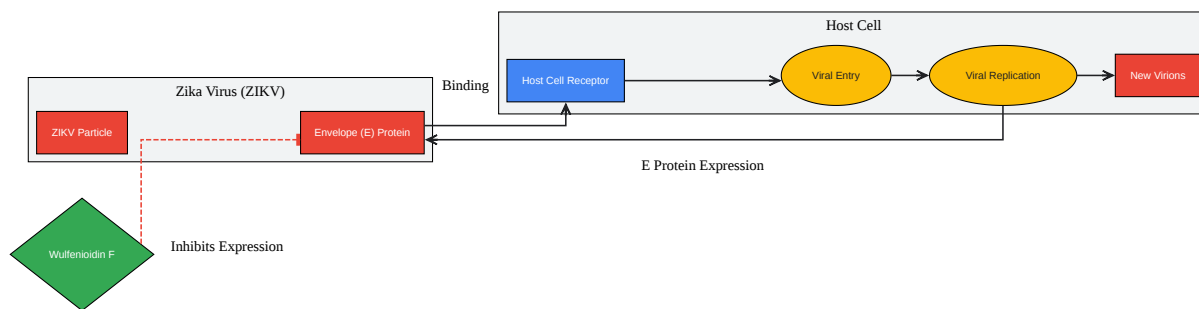 Host Cell
Host Cell Receptor
Viral Entry
Viral Replication
New Virions
Binding
Zika Virus (ZIKV)
ZIKV Particle
Envelope (E) Protein
E Protein Expression
Wulfenioidin F
Inhibits Expression